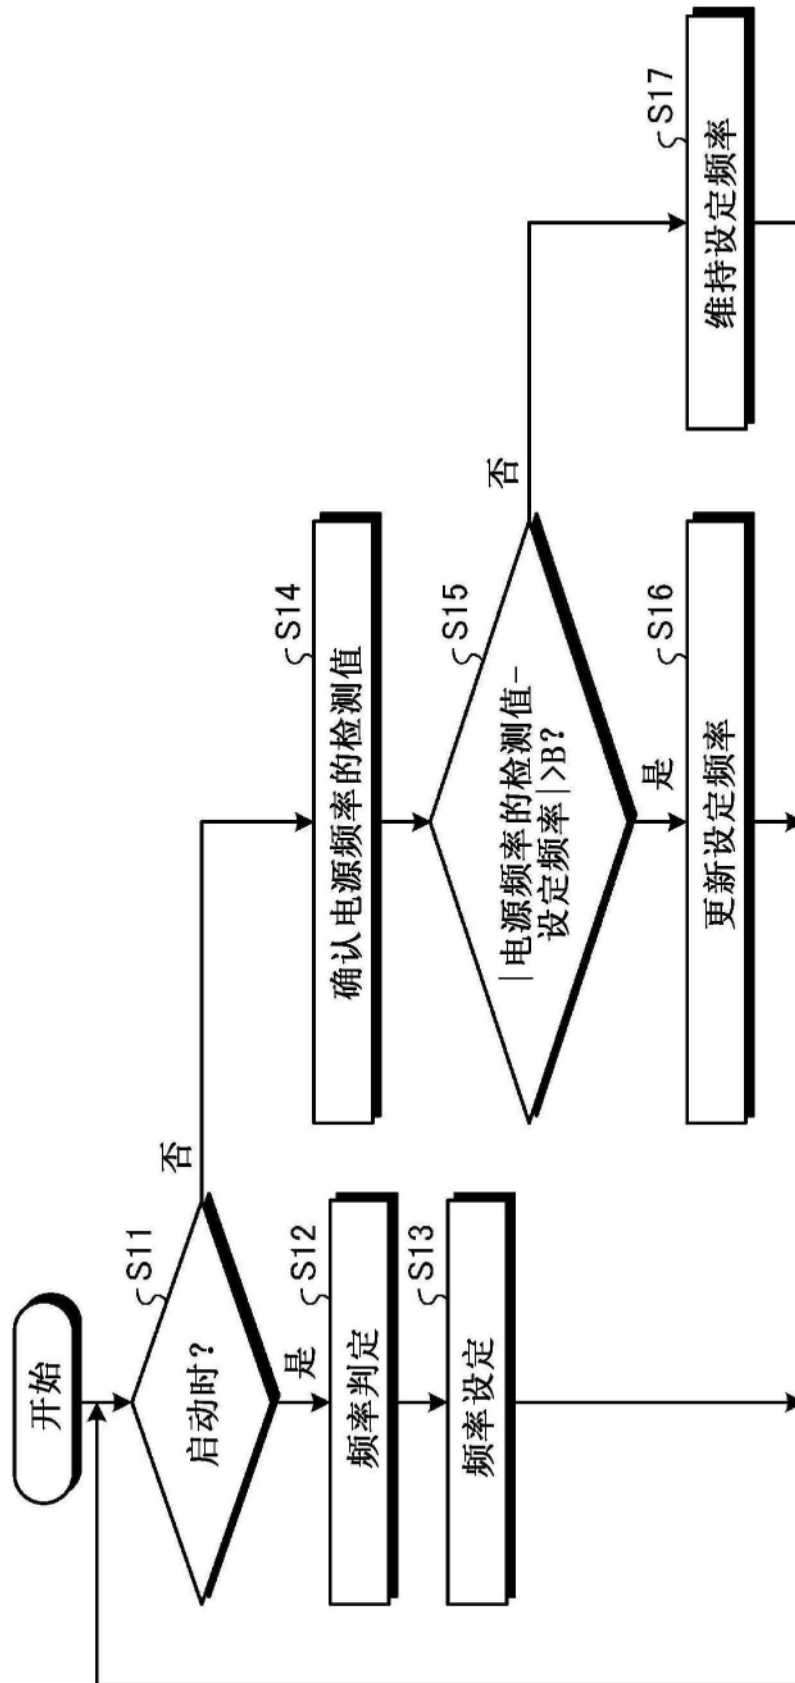 开始
启动时?
S11
否
是
频率判定
S12
频率设定
S13
确认电源频率的检测值
S14
|电源频率的检测值-
设定频率|>B?
S15
否
是
更新设定频率
S16
维持设定频率
S17